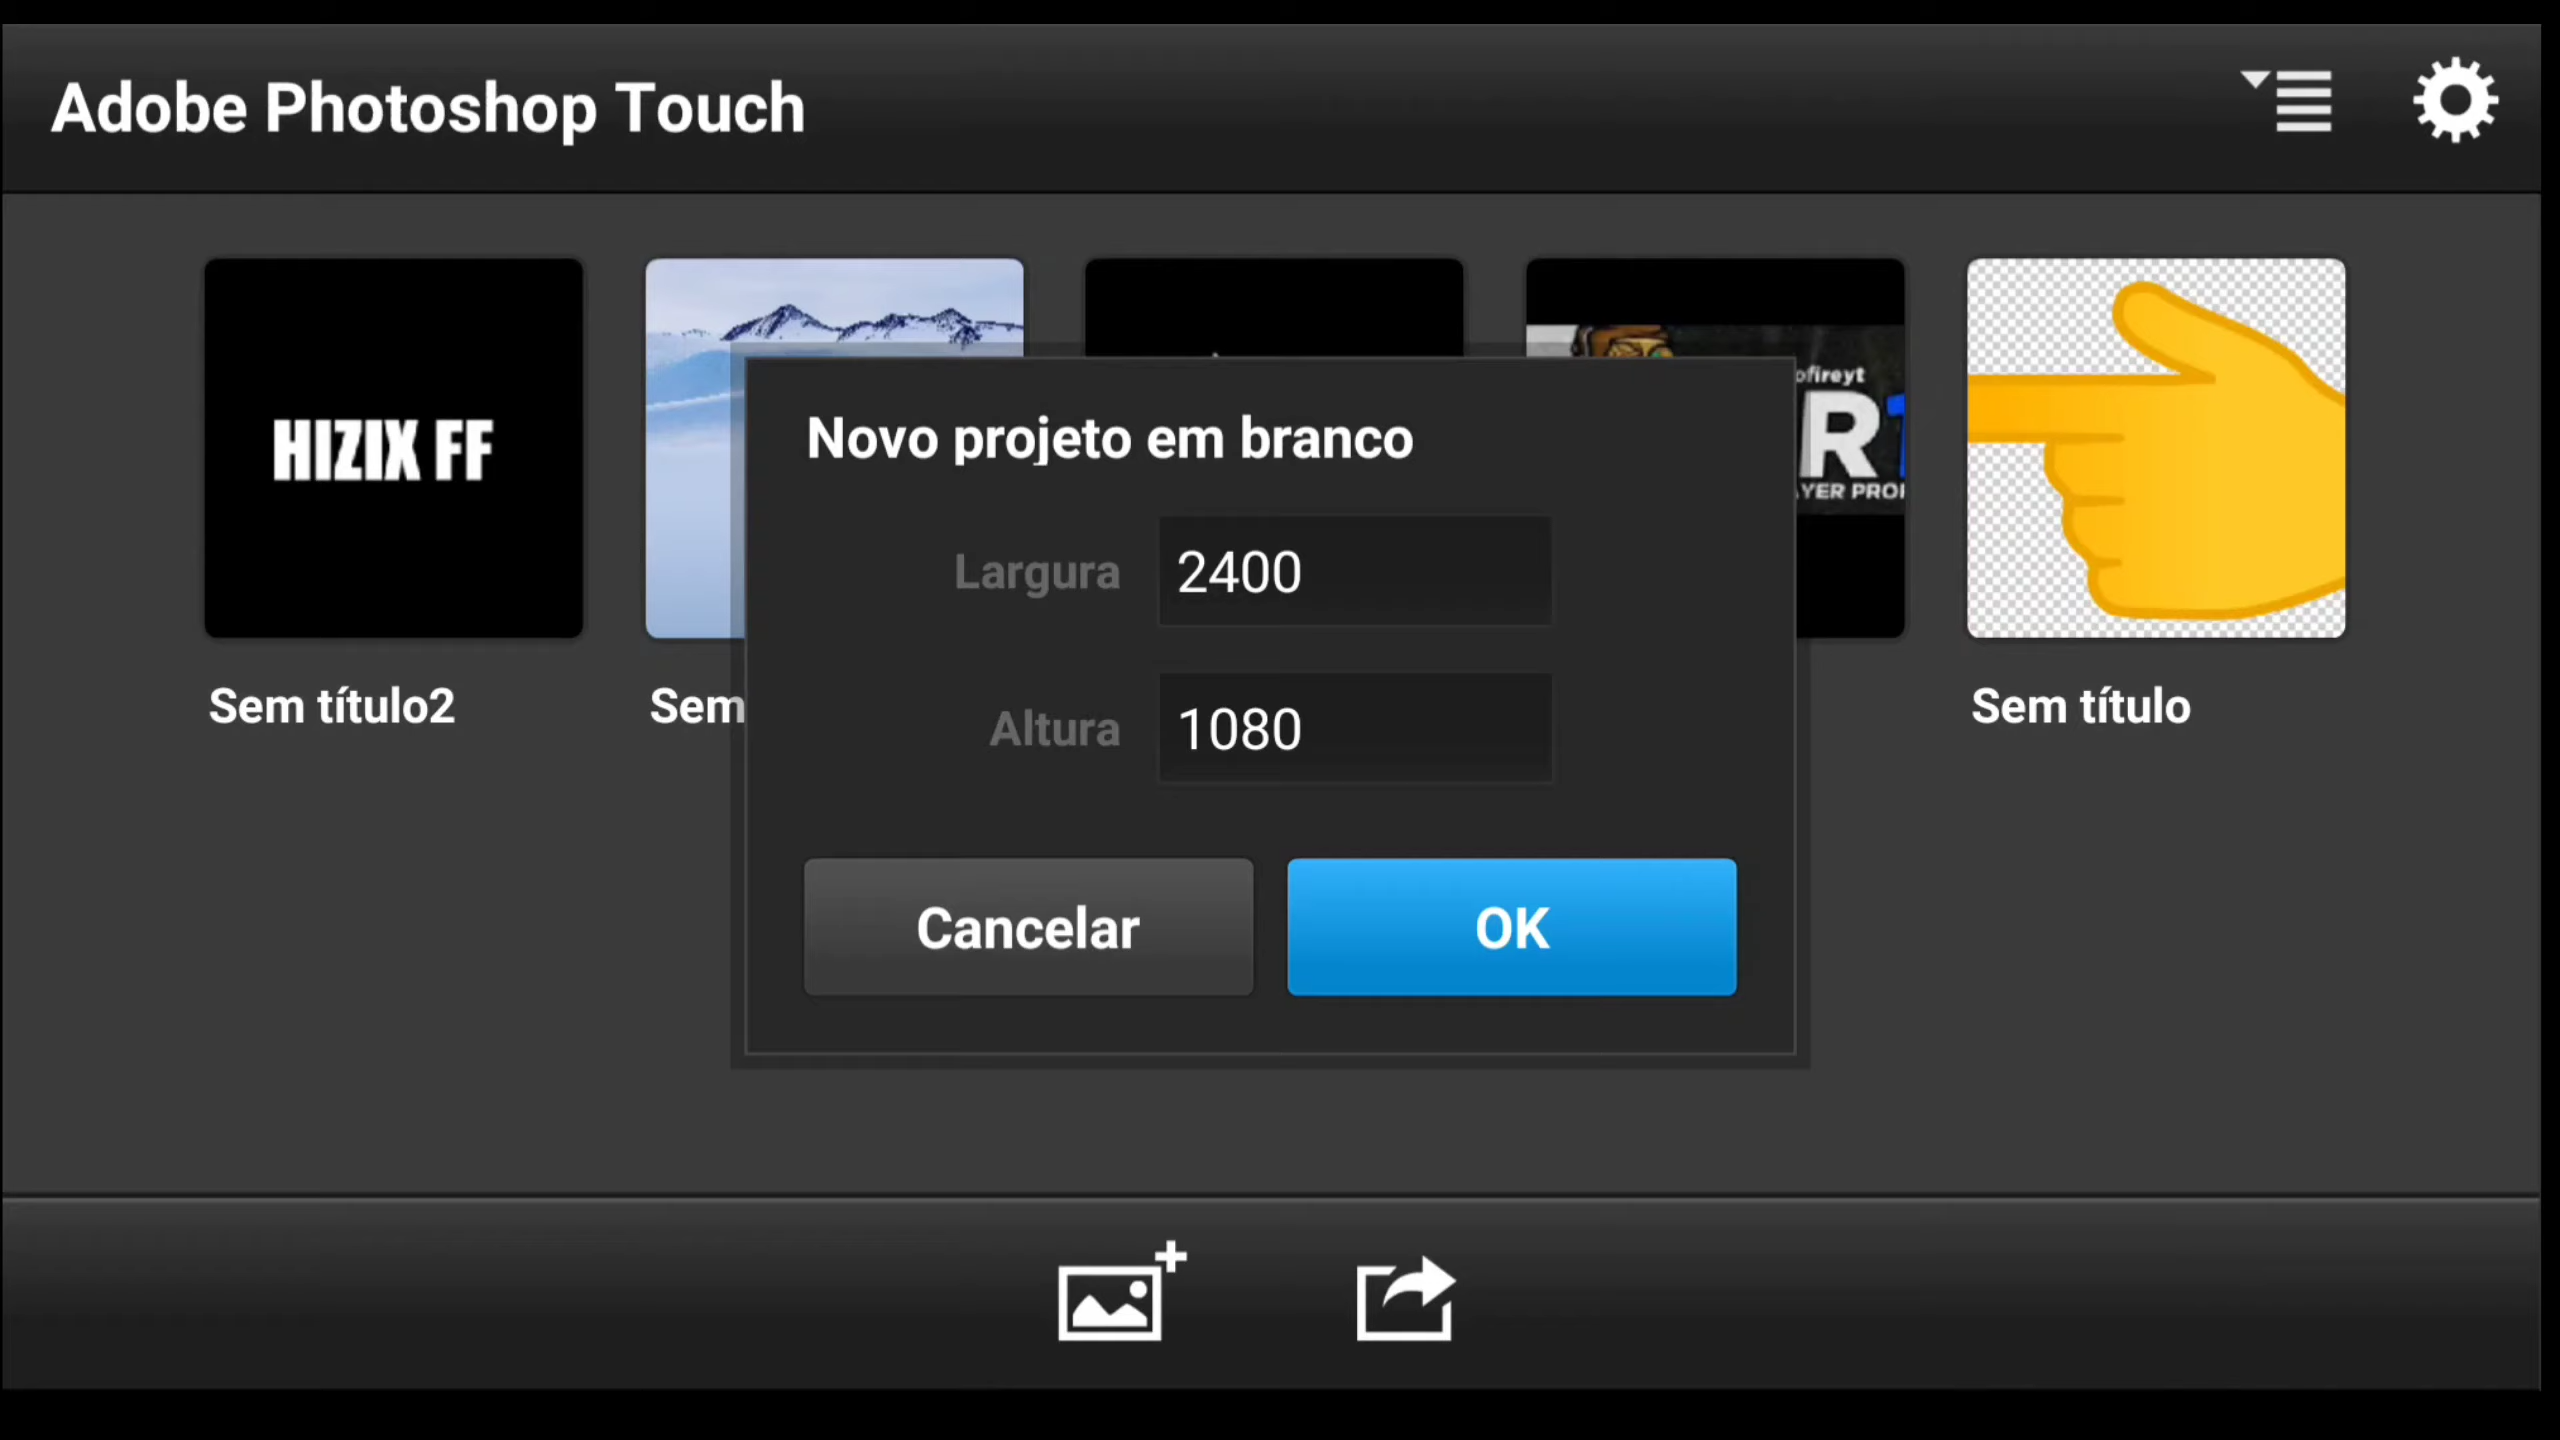 Adobe Photoshop Touch
HIZIX FF
Sem título2
Sem
Novo projeto em branco
Largura
2400
Altura
1080
Cancelar
OK
ofireyt
Sem título